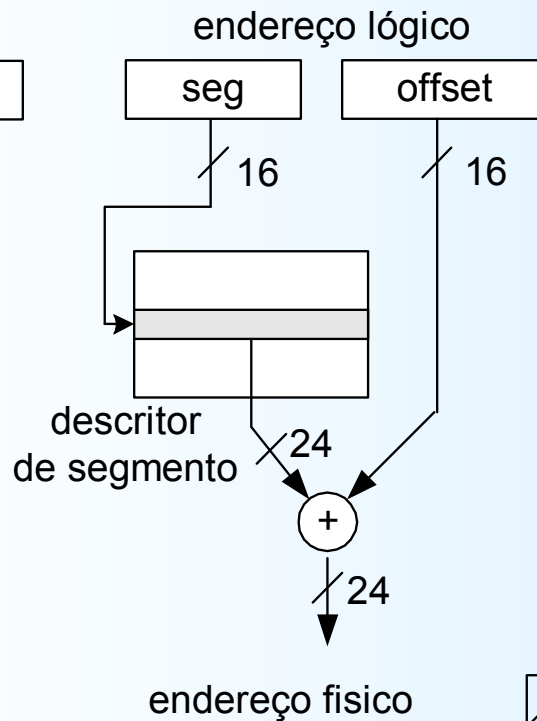 endereço lógico
seg
offset
16
16
descritor
de segmento
24
+
24
endereço fisico